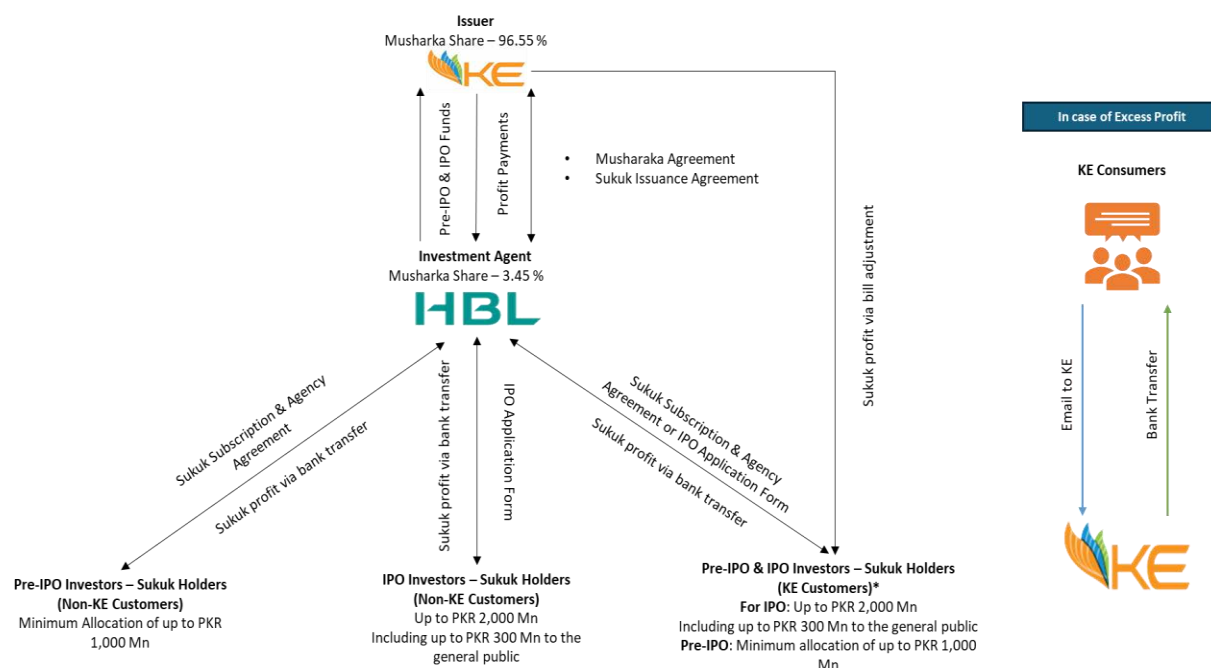 Issuer
Musharka Share – 96.55 %
KE
Pre-IPO & IPO Funds
Profit Payments
• Musharaka Agreement
• Sukuk Issuance Agreement
Investment Agent
Musharka Share – 3.45 %
HBL
Sukuk profit via bill adjustment
Sukuk Subscription & Agency
Agreement
Sukuk profit via bank transfer
Sukuk profit via bank transfer
IPO Application Form
Sukuk Subscription & Agency
Agreement or IPO Application Form
Sukuk profit via bank transfer
Pre-IPO Investors – Sukuk Holders
(Non-KE Customers)
Minimum Allocation of up to PKR
1,000 Mn
IPO Investors – Sukuk Holders
(Non-KE Customers)
Up to PKR 2,000 Mn
Including up to PKR 300 Mn to the
general public
Pre-IPO & IPO Investors – Sukuk Holders
(KE Customers)*
For IPO: Up to PKR 2,000 Mn
Including up to PKR 300 Mn to the general public
Pre-IPO: Minimum allocation of up to PKR 1,000
Mn
In case of Excess Profit
KE Consumers
Email to KE
Bank Transfer
KE